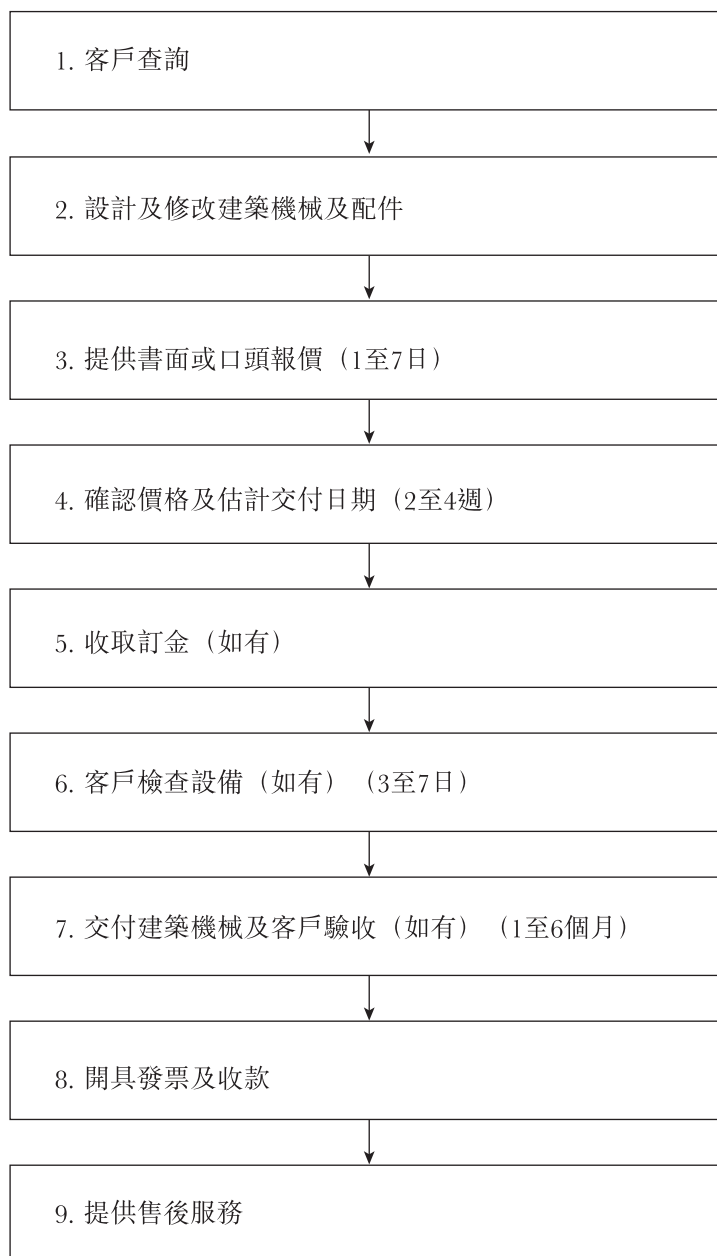 1. 客戶查詢
2. 設計及修改建築機械及配件
3. 提供書面或口頭報價（1至7日）
4. 確認價格及估計交付日期（2至4週）
5. 收取訂金（如有）
6. 客戶檢查設備（如有）（3至7日）
7. 交付建築機械及客戶驗收（如有）（1至6個月）
8. 開具發票及收款
9. 提供售後服務